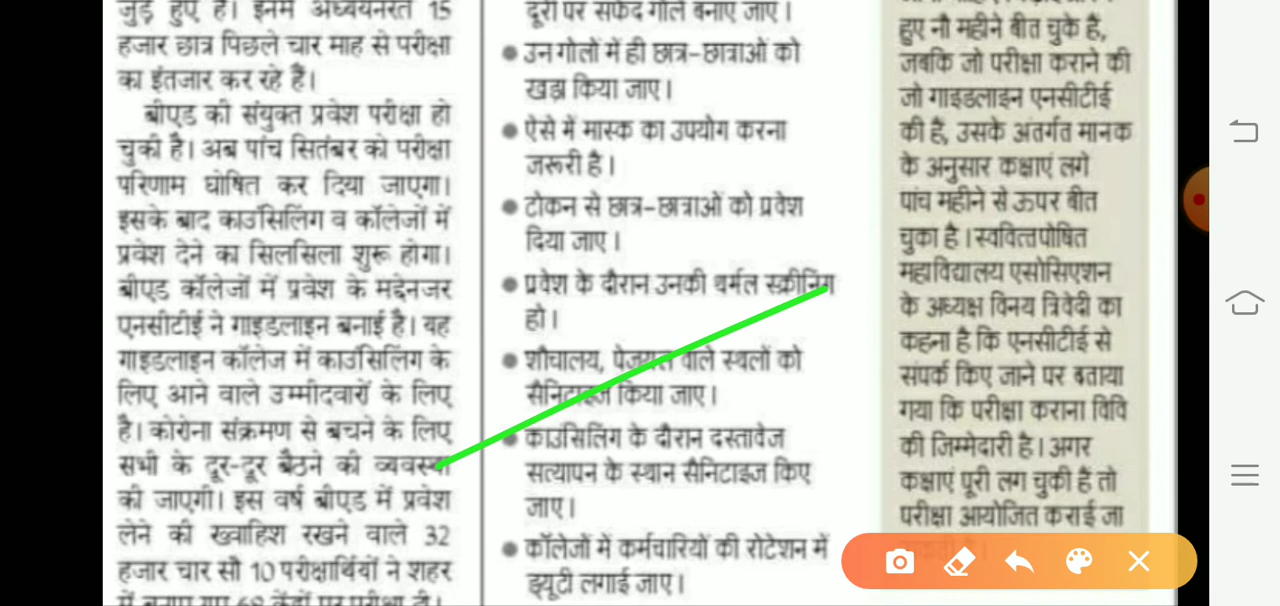 जुड़े हुए हैं। इनमें अध्ययनरत 15
हजार छात्र पिछले चार माह से परीक्षा
का इंतजार कर रहे हैं।
बीएड की संयुक्त प्रवेश परीक्षा हो
चुकी है। अब पांच सितंबर को परीक्षा
परिणाम घोषित कर दिया जाएगा।
इसके बाद काउंसिलिंग व कॉलेजों में
प्रवेश देने का सिलसिला शुरू होगा।
बीएड कॉलेजों में प्रवेश के मद्देनजर
एनसीटीई ने गाइडलाइन बनाई है। यह
गाइडलाइन कॉलेज में काउंसिलिंग के
लिए आने वाले उम्मीदवारों के लिए
है। कोरोना संक्रमण से बचने के लिए
सभी के दूर-दूर बैठने की व्यवस्था
की जाएगी। इस वर्ष बीएड में प्रवेश
लेने की ख्वाहिश रखने वाले 32
हजार चार सौ 10 परीक्षार्थियों ने शहर
दूरी पर सफेद गोले बनाए जाएं।
उन गोलों में ही छात्र-छात्राओं को
खड़ा किया जाए।
ऐसे में मास्क का उपयोग करना
जरूरी है।
टोकन से छात्र-छात्राओं को प्रवेश
दिया जाए।
प्रवेश के दौरान उनकी थर्मल स्क्रीनिंग
हो।
शौचालय, पेजयल वाले स्थलों को
सैनिटाइज किया जाए।
काउंसिलिंग के दौरान दस्तावेज
सत्यापन के स्थान सैनिटाइज किए
जाएं।
कॉलेजों में कर्मचारियों की रोटेशन में
ड्यूटी लगाई जाए।
हुए नौ महीने बीत चुके हैं,
जबकि जो परीक्षा कराने की
जो गाइडलाइन एनसीटीई
की है, उसके अंतर्गत मानक
के अनुसार कक्षाएं लगे
पांच महीने से ऊपर बीत
चुका है। स्ववित्तपोषित
महाविद्यालय एसोसिएशन
के अध्यक्ष विनय त्रिवेदी का
कहना है कि एनसीटीई से
संपर्क किए जाने पर बताया
गया कि परीक्षा कराना विवि
की जिम्मेदारी है। अगर
कक्षाएं पूरी लग चुकी हैं तो
परीक्षा आयोजित कराई जा